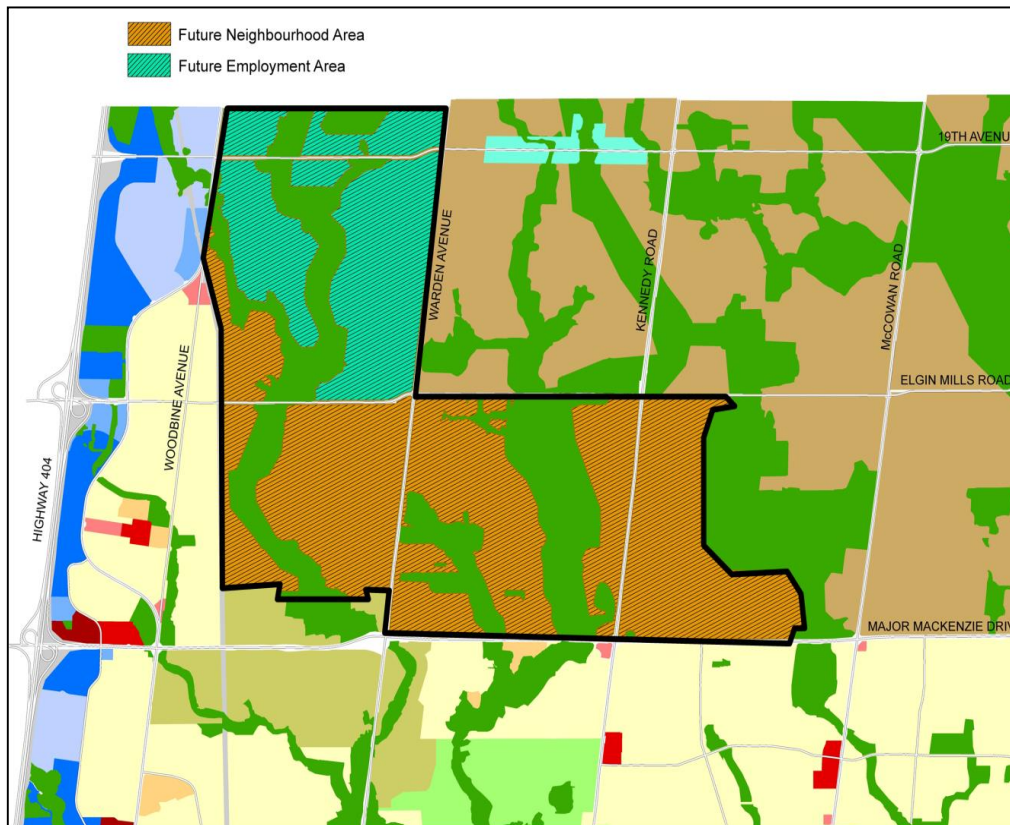 Future Neighbourhood Area
Future Employment Area
19TH AVENU
WARDEN AVENUE
KENNEDY ROAD
McCOWAN ROAD
ELGIN MILLS ROAD
WOODBINE AVENUE
HIGHWAY 404
MAJOR MACKENZIE DRIV